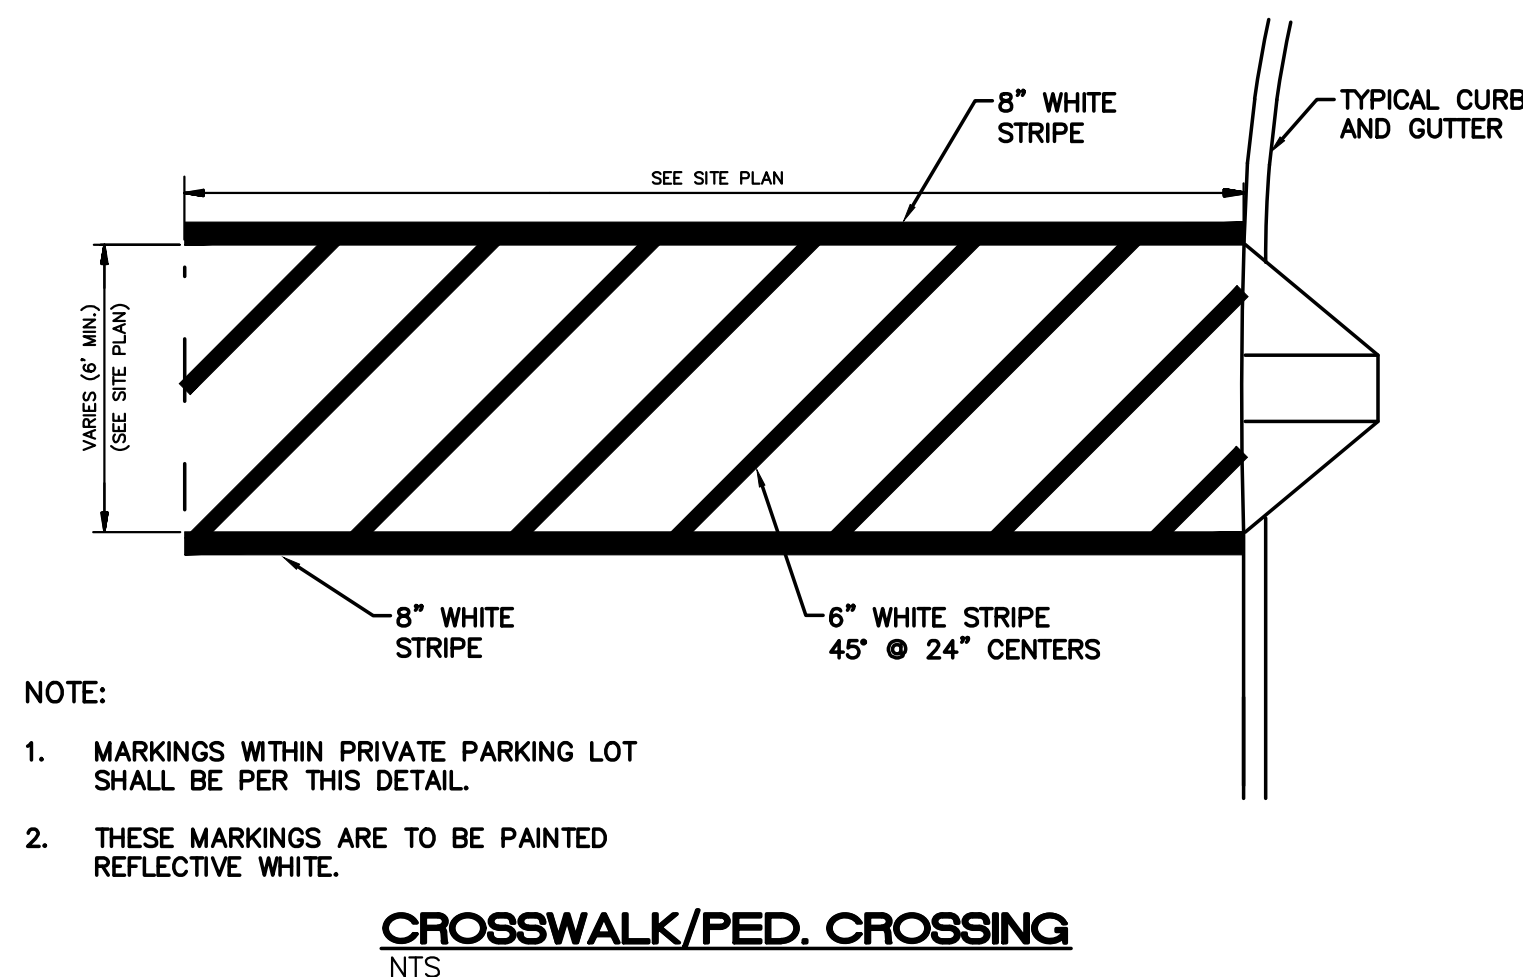 8" WHITE
STRIPE
TYPICAL CURB
AND GUTTER
SEE SITE PLAN
VARIES (6' MIN.)
(SEE SITE PLAN)
8" WHITE
STRIPE
6" WHITE STRIPE
45° @ 24" CENTERS
NOTE:
1. MARKINGS WITHIN PRIVATE PARKING LOT
SHALL BE PER THIS DETAIL.
2. THESE MARKINGS ARE TO BE PAINTED
REFLECTIVE WHITE.
CROSSWALK/PED. CROSSING
NTS